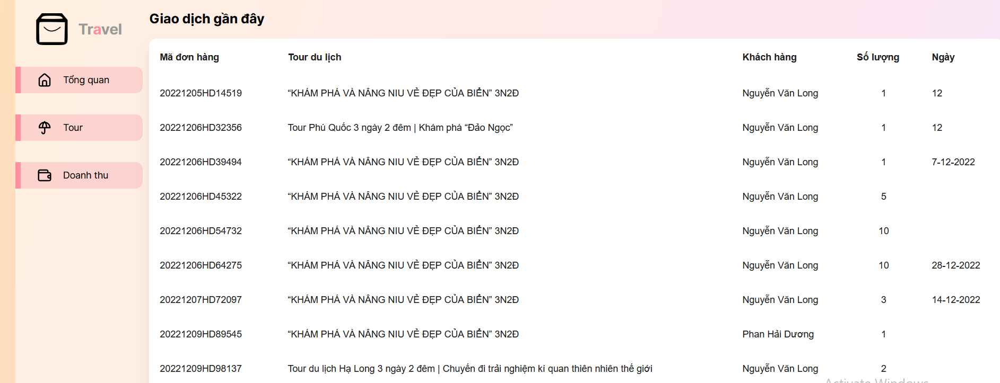 Travel
Tổng quan
Tour
Doanh thu
Giao dịch gần đây
Mã đơn hàng Tour du lịch Khách hàng Số lượng Ngày
20221205HD14519 “KHÁM PHÁ VÀ NÂNG NIU VẺ ĐẸP CỦA BIỂN” 3N2Đ Nguyễn Văn Long 1 12
20221206HD32356 Tour Phú Quốc 3 ngày 2 đêm | Khám phá “Đảo Ngọc” Nguyễn Văn Long 1 12
20221206HD39494 “KHÁM PHÁ VÀ NÂNG NIU VẺ ĐẸP CỦA BIỂN” 3N2Đ Nguyễn Văn Long 1 7-12-2022
20221206HD45322 “KHÁM PHÁ VÀ NÂNG NIU VẺ ĐẸP CỦA BIỂN” 3N2Đ Nguyễn Văn Long 5
20221206HD54732 “KHÁM PHÁ VÀ NÂNG NIU VẺ ĐẸP CỦA BIỂN” 3N2Đ Nguyễn Văn Long 10
20221206HD64275 “KHÁM PHÁ VÀ NÂNG NIU VẺ ĐẸP CỦA BIỂN” 3N2Đ Nguyễn Văn Long 10 28-12-2022
20221207HD72097 “KHÁM PHÁ VÀ NÂNG NIU VẺ ĐẸP CỦA BIỂN” 3N2Đ Nguyễn Văn Long 3 14-12-2022
20221209HD89545 “KHÁM PHÁ VÀ NÂNG NIU VẺ ĐẸP CỦA BIỂN” 3N2Đ Phan Hải Dương 1
20221209HD98137 Tour du lịch Hạ Long 3 ngày 2 đêm | Chuyến đi trải nghiệm kì quan thiên nhiên thế giới Nguyễn Văn Long 2
Activate Windows